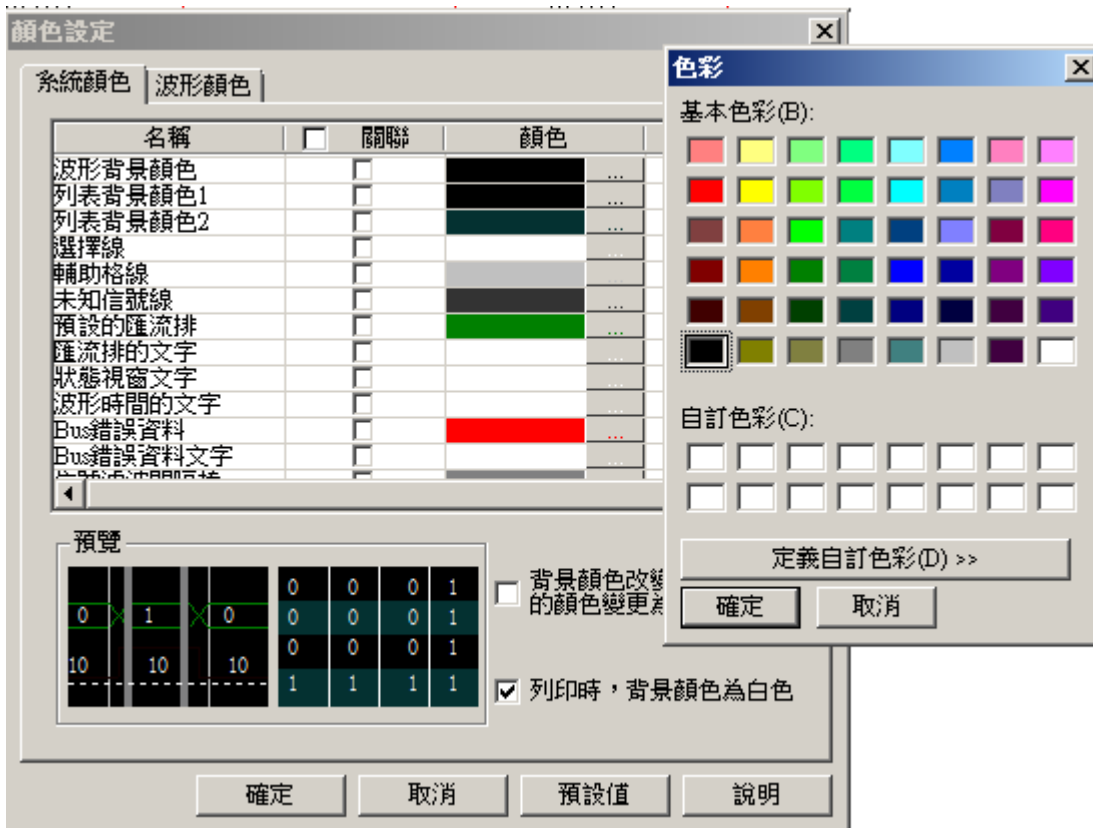 顏色設定
系統顏色 波形顏色
名稱 關聯 顏色
波形背景顏色 ...
列表背景顏色1 ...
列表背景顏色2 ...
選擇線 ...
輔助格線 ...
未知信號線 ...
預設的匯流排 ...
匯流排的文字 ...
狀態視窗文字 ...
波形時間的文字 ...
Bus錯誤資料 ...
Bus錯誤資料文字 ...
預覽
0 1 0
10 10 10
0 0 0 1
0 0 0 1
0 0 0 1
1 1 1 1
背景顏色改變
的顏色變更為
列印時，背景顏色為白色
確定 取消 預設值 說明
色彩
基本色彩(B):
自訂色彩(C):
定義自訂色彩(D) >>
確定 取消